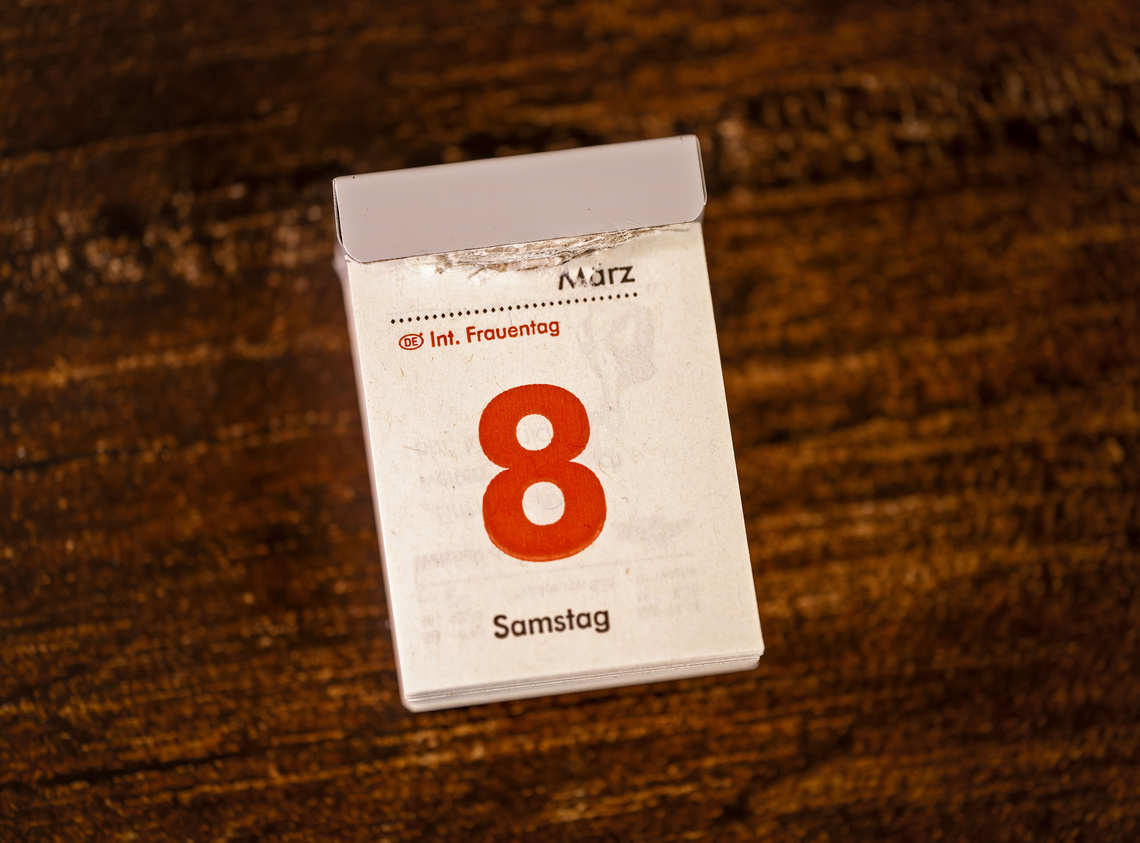 März
DE Int. Frauentag
8
Samstag